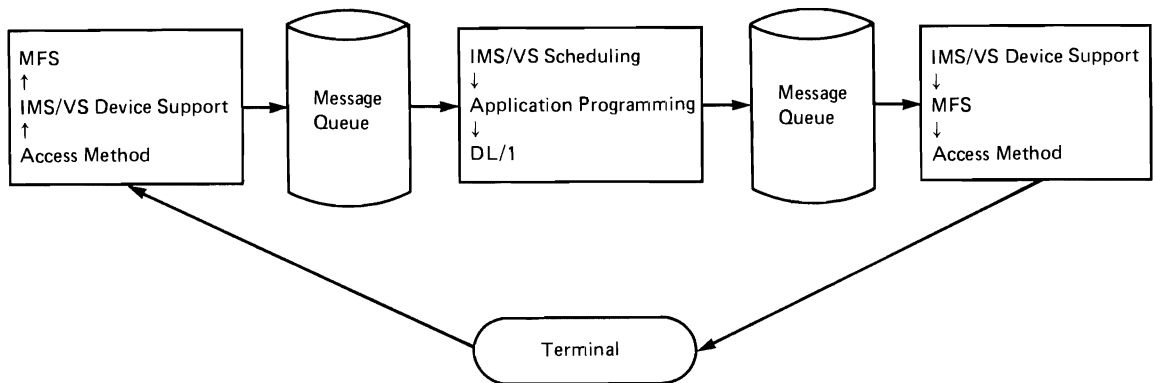 MFS
↑
IMS/VS Device Support
↑
Access Method
Message
Queue
IMS/VS Scheduling
↓
Application Programming
↓
DL/1
Message
Queue
IMS/VS Device Support
↓
MFS
↓
Access Method
Terminal